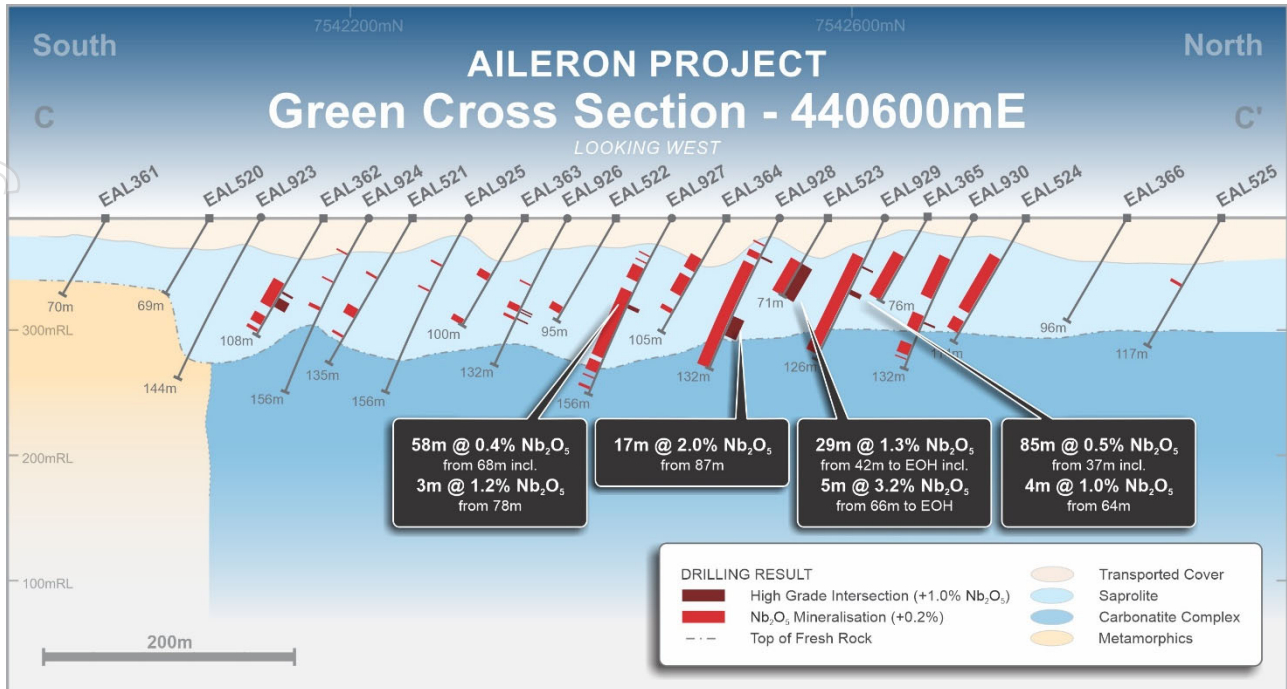 7542200mN
7542600mN
South
North
AILERON PROJECT
C
Green Cross Section - 440600mE
C'
LOOKING WEST
EAL361
EAL520
EAL923
EAL362
EAL924
EAL521
EAL925
EAL363
EAL926
EAL522
EAL927
EAL364
EAL928
EAL523
EAL929
EAL365
EAL930
EAL524
EAL366
EAL525
70m
69m
144m
108m
156m
135m
156m
100m
132m
95m
156m
105m
132m
71m
126m
76m
132m
96m
117m
300mRL
200mRL
100mRL
58m @ 0.4% Nb₂O₅
from 68m incl.
3m @ 1.2% Nb₂O₅
from 78m
17m @ 2.0% Nb₂O₅
from 87m
29m @ 1.3% Nb₂O₅
from 42m to EOH incl.
5m @ 3.2% Nb₂O₅
from 66m to EOH
85m @ 0.5% Nb₂O₅
from 37m incl.
4m @ 1.0% Nb₂O₅
from 64m
200m
DRILLING RESULT
High Grade Intersection (+1.0% Nb₂O₅)
Nb₂O₅ Mineralisation (+0.2%)
Top of Fresh Rock
Transported Cover
Saprolite
Carbonatite Complex
Metamorphics